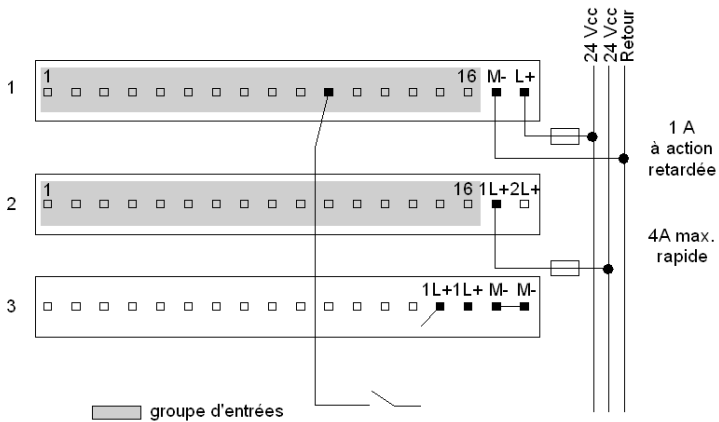 24 Vcc
24 Vcc
Retour
1
1
16
M-
L+
1 A
à action
retardée
2
1
16
1L+
2L+
4A max.
rapide
3
1L+
1L+
M-
M-
groupe d'entrées